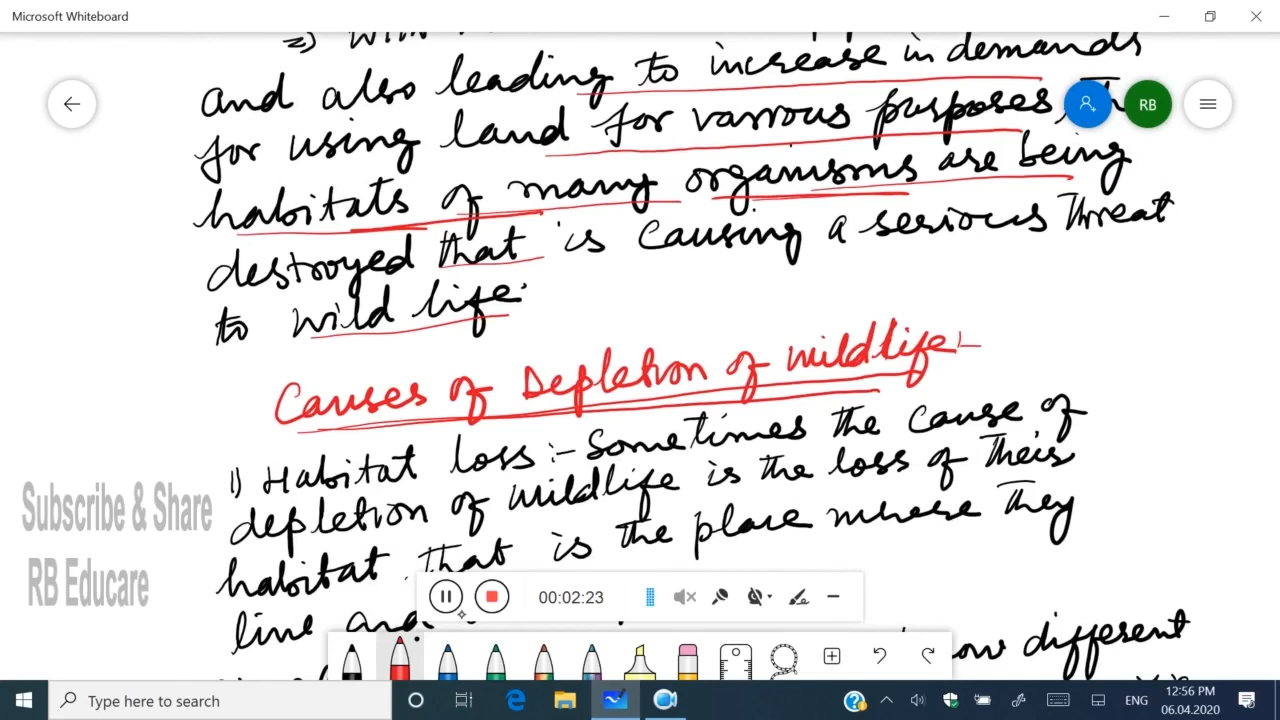 Microsoft Whiteboard
and also leading to increase in demands
for using land for various purposes,
RB
habitats of many organisms are being
destroyed that is causing a serious threat
to wild life.
Causes of Depletion of wildlife:-
1) Habitat loss:- Sometimes the cause of
depletion of wildlife is the loss of their
habitat that is the place where they
live and
different
Subscribe & Share
RB Educare
00:02:23
Type here to search
ENG
12:56 PM
06.04.2020